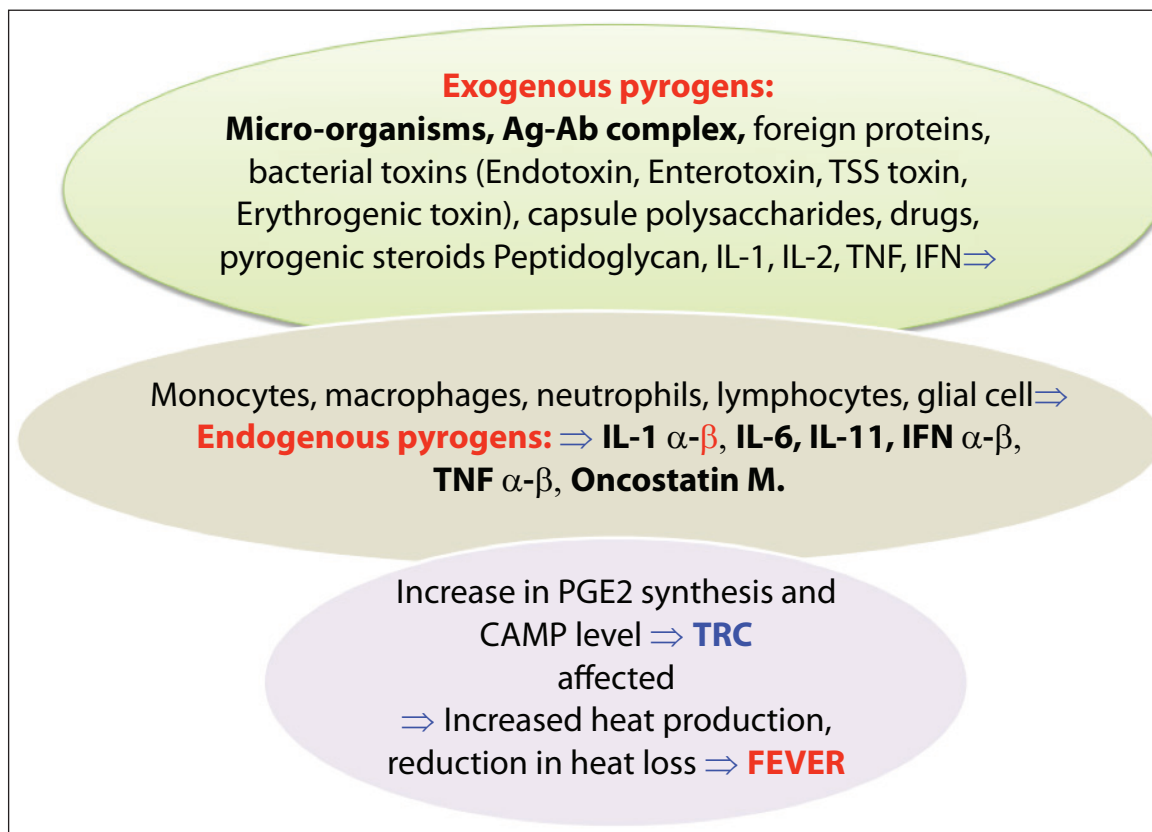 Exogenous pyrogens:
Micro-organisms, Ag-Ab complex, foreign proteins,
bacterial toxins (Endotoxin, Enterotoxin, TSS toxin,
Erythrogenic toxin), capsule polysaccharides, drugs,
pyrogenic steroids Peptidoglycan, IL-1, IL-2, TNF, IFN⇒
Monocytes, macrophages, neutrophils, lymphocytes, glial cell⇒
Endogenous pyrogens: ⇒ IL-1 α-β, IL-6, IL-11, IFN α-β,
TNF α-β, Oncostatin M.
Increase in PGE2 synthesis and
CAMP level ⇒ TRC
affected
⇒ Increased heat production,
reduction in heat loss ⇒ FEVER